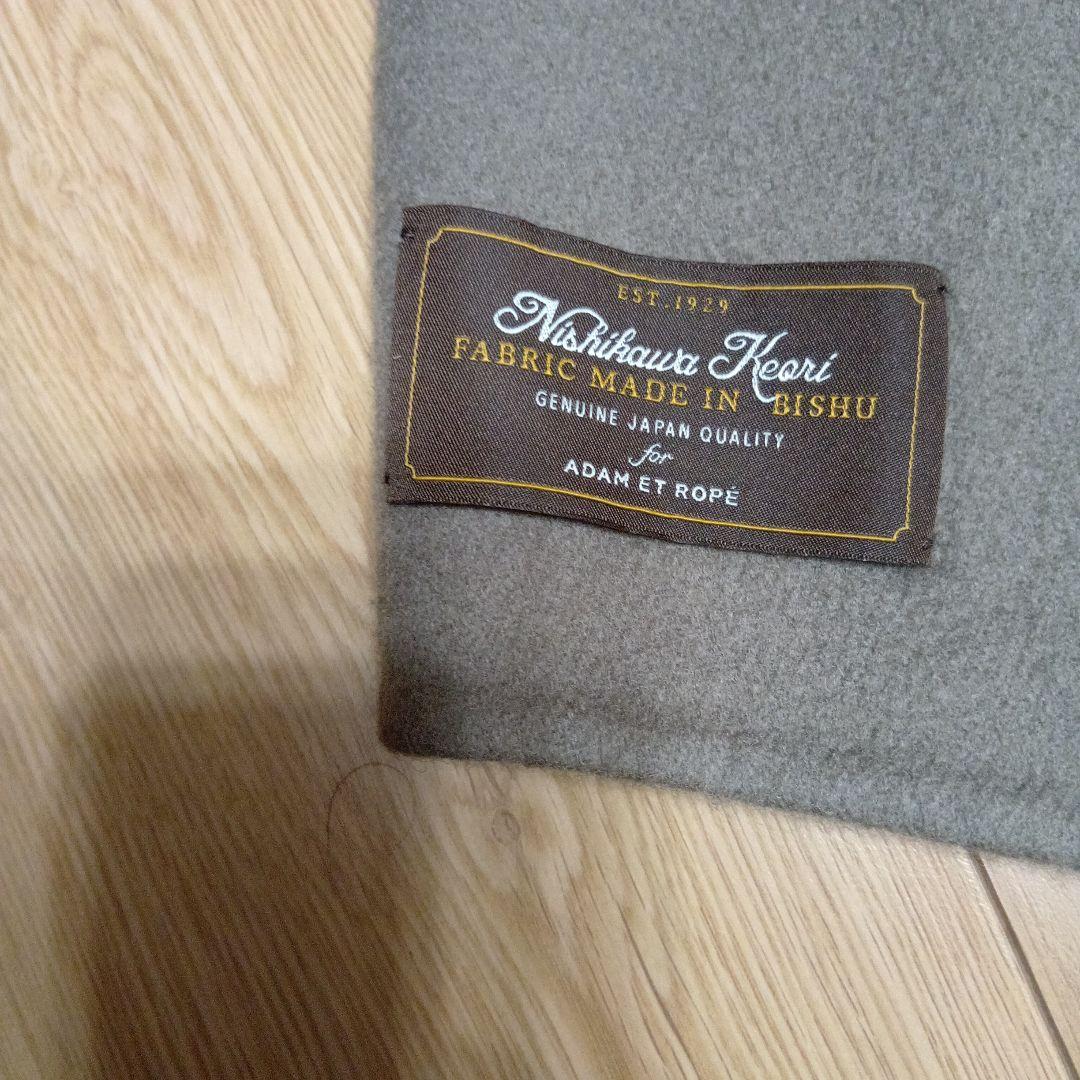 EST.1929
Nishikawa Keori
FABRIC MADE IN BISHU
GENUINE JAPAN QUALITY
for
ADAM ET ROPÉ